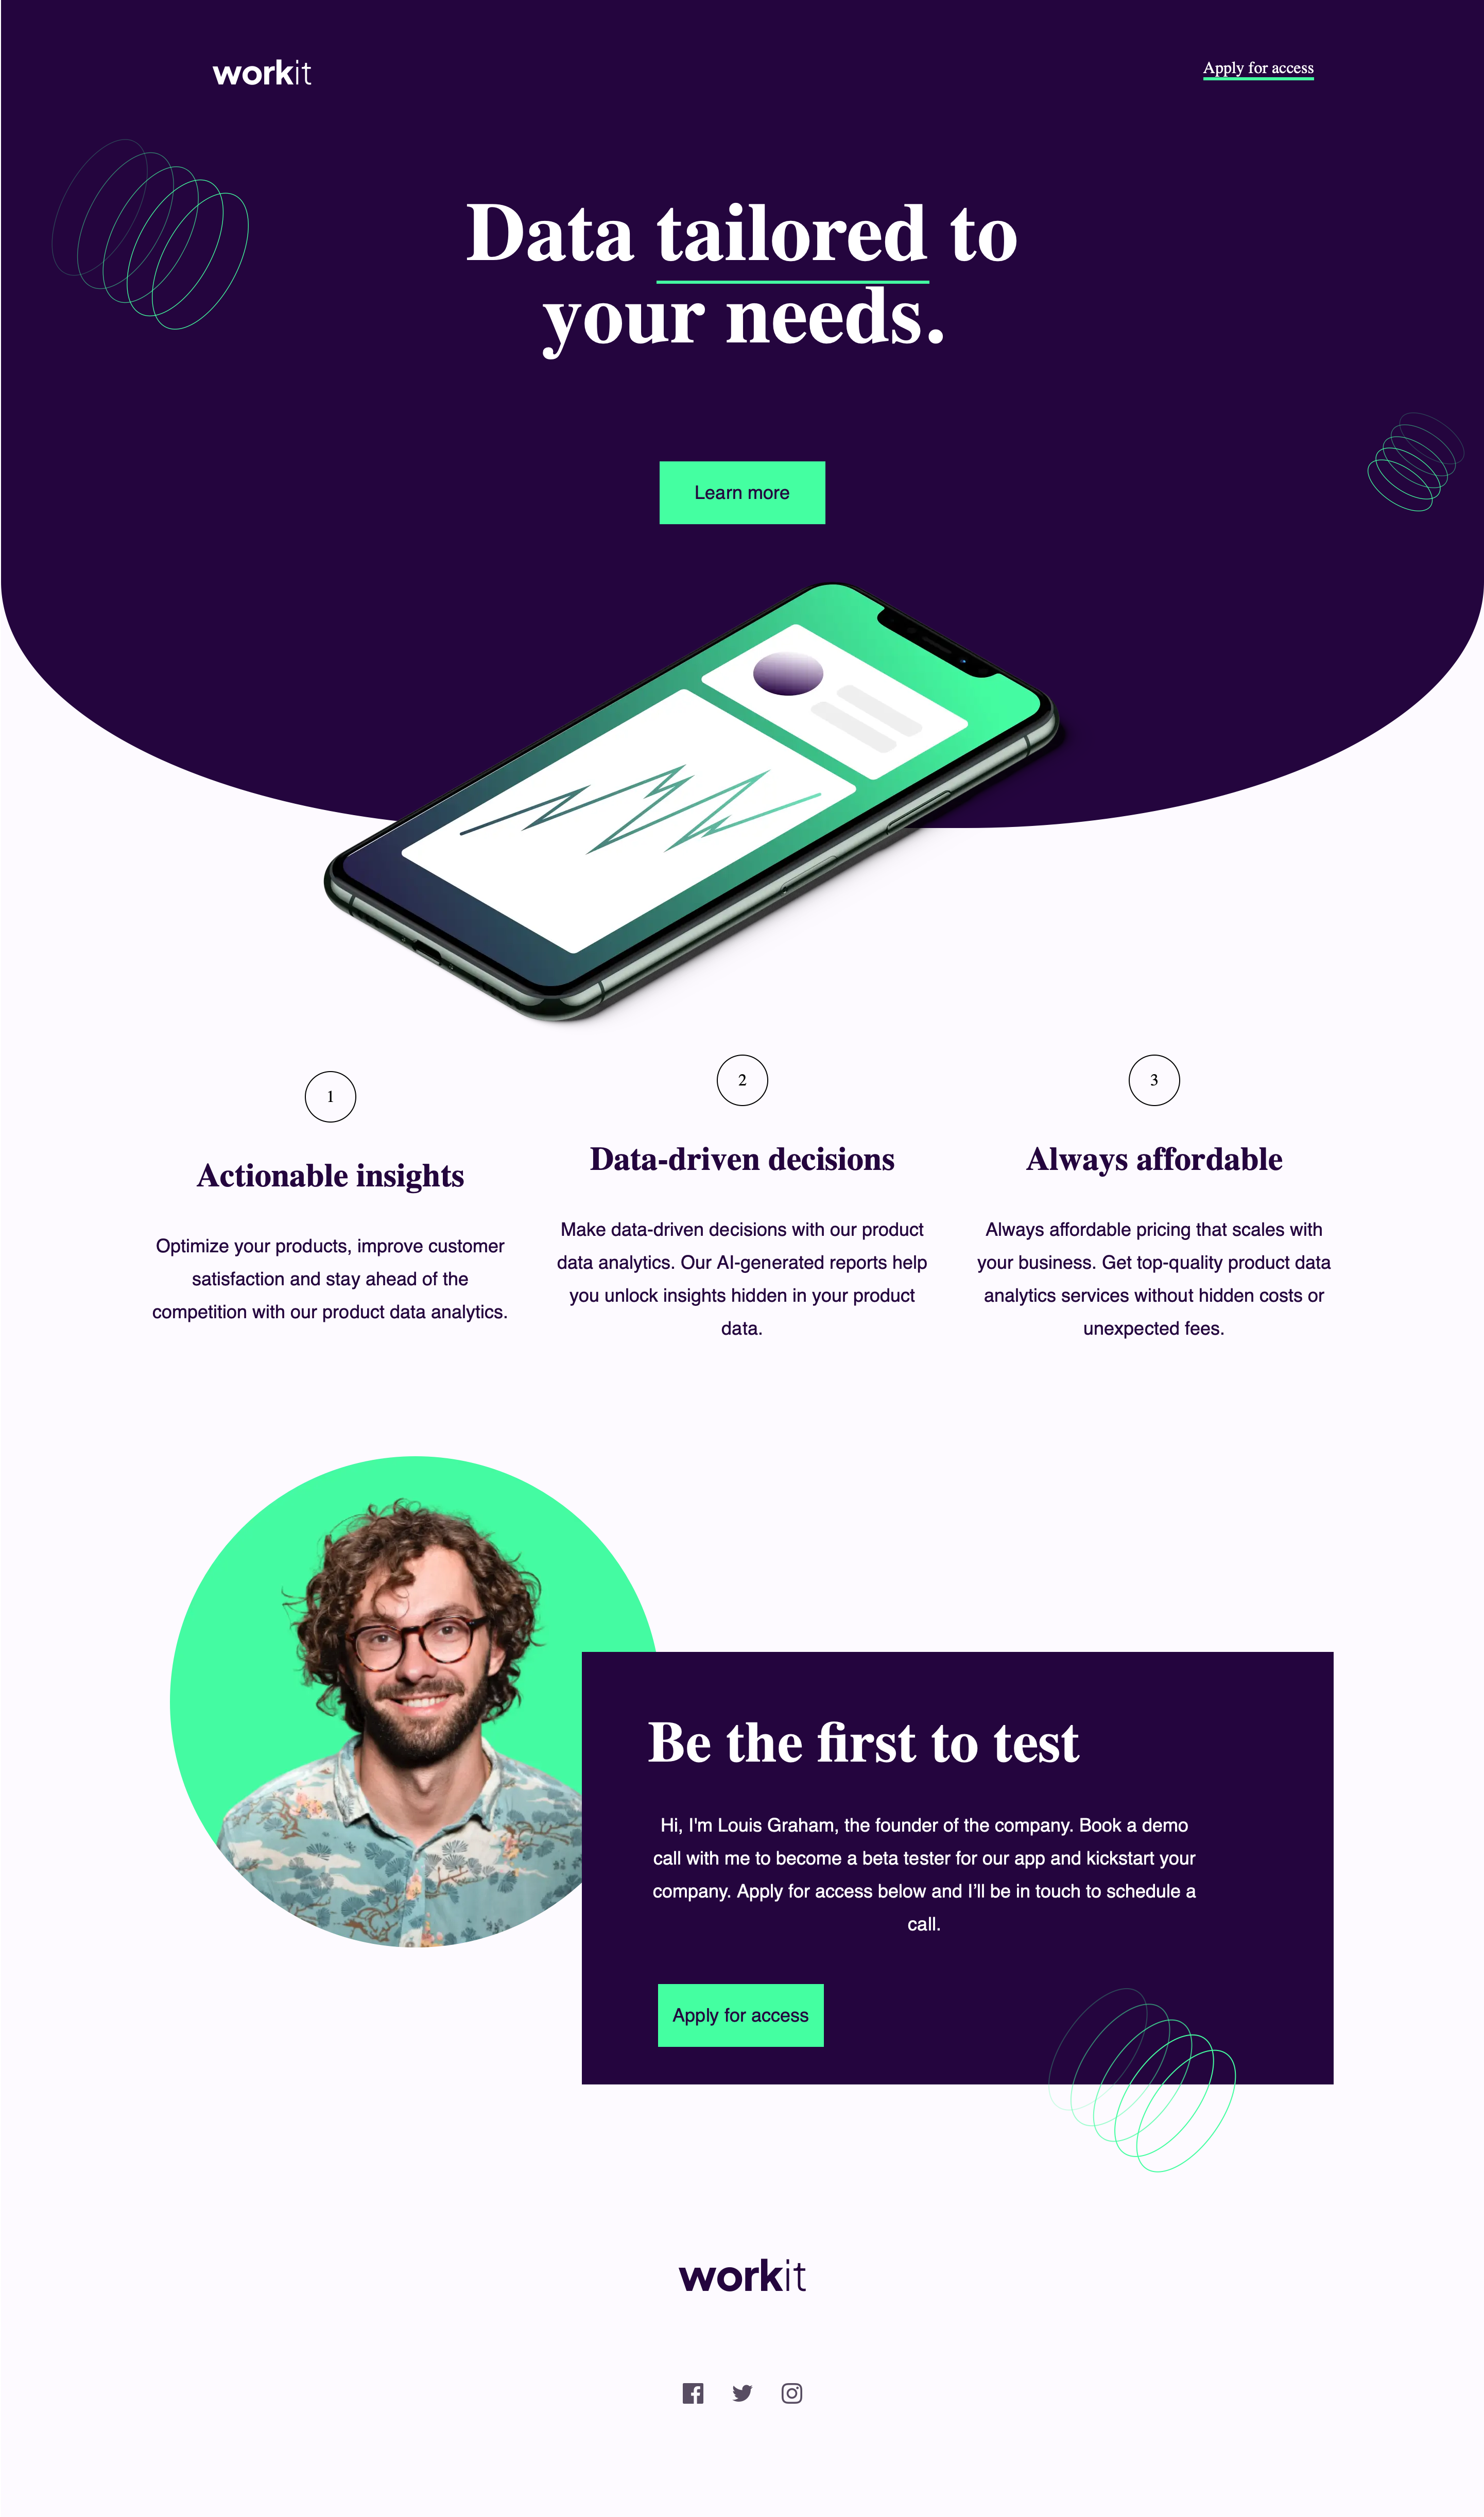 workit
Apply for access
Data tailored to
your needs.
Learn more
1
Actionable insights
Optimize your products, improve customer
satisfaction and stay ahead of the
competition with our product data analytics.
2
Data-driven decisions
Make data-driven decisions with our product
data analytics. Our AI-generated reports help
you unlock insights hidden in your product
data.
3
Always affordable
Always affordable pricing that scales with
your business. Get top-quality product data
analytics services without hidden costs or
unexpected fees.
Be the first to test
Hi, I'm Louis Graham, the founder of the company. Book a demo
call with me to become a beta tester for our app and kickstart your
company. Apply for access below and I’ll be in touch to schedule a
call.
Apply for access
workit